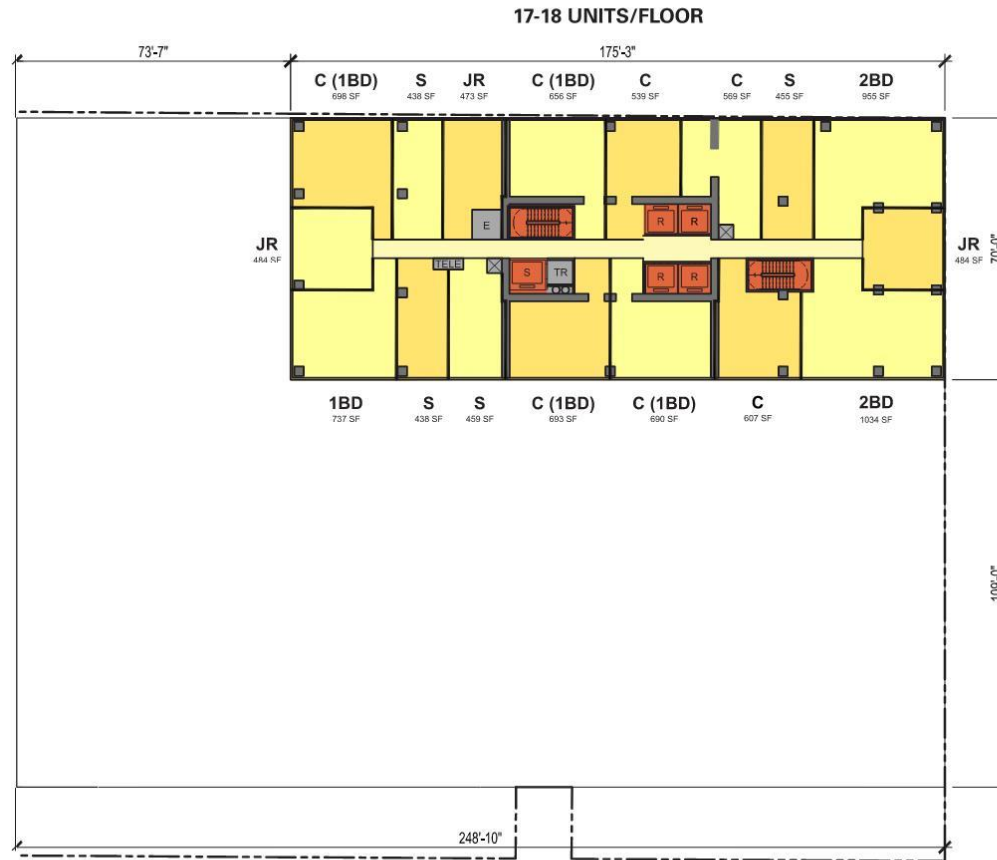 17-18 UNITS/FLOOR
73'-7"
175'-3"
C (1BD)
698 SF
S
438 SF
JR
473 SF
C (1BD)
656 SF
C
539 SF
C
569 SF
S
455 SF
2BD
955 SF
E
R
R
JR
484 SF
JR
484 SF
70'-0"
TELE
S
TR
R
R
1BD
737 SF
S
438 SF
S
459 SF
C (1BD)
693 SF
C (1BD)
690 SF
C
607 SF
2BD
1034 SF
248'-10"